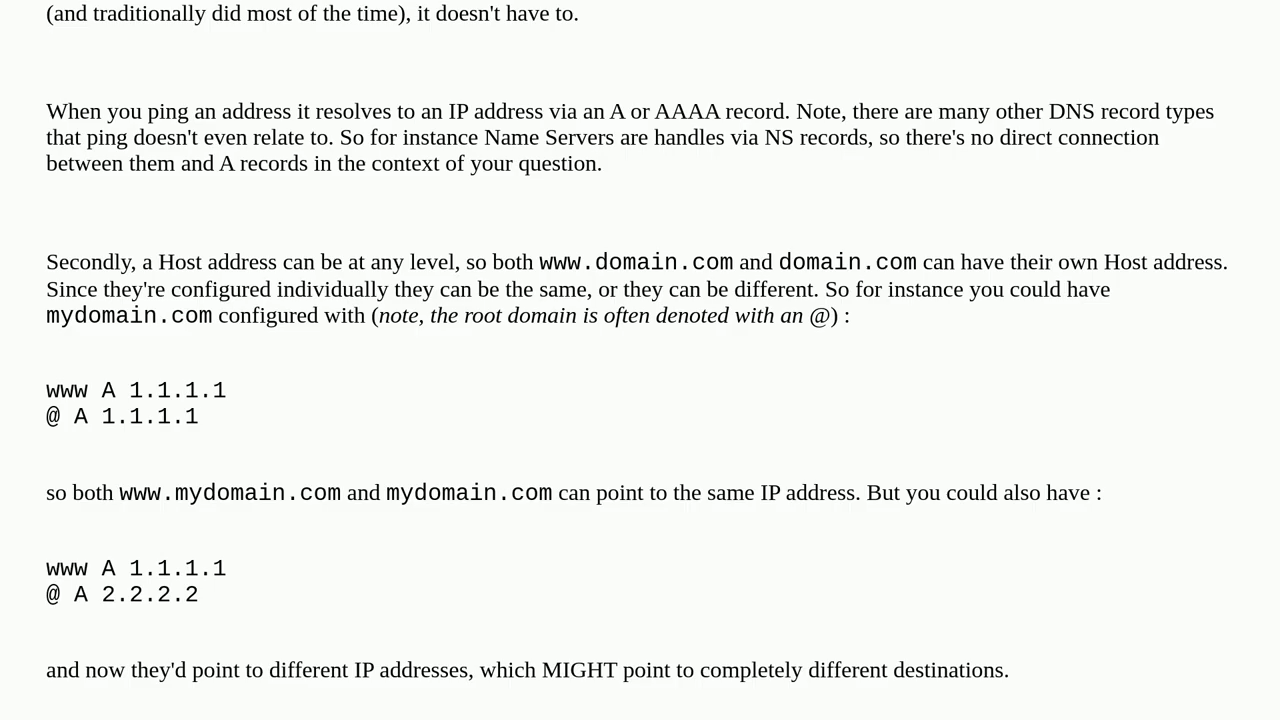 (and traditionally did most of the time), it doesn't have to.
When you ping an address it resolves to an IP address via an A or AAAA record. Note, there are many other DNS record types
that ping doesn't even relate to. So for instance Name Servers are handles via NS records, so there's no direct connection
between them and A records in the context of your question.
Secondly, a Host address can be at any level, so both www.domain.com and domain.com can have their own Host address.
Since they're configured individually they can be the same, or they can be different. So for instance you could have
mydomain.com configured with (note, the root domain is often denoted with an @) :
www A 1.1.1.1
@ A 1.1.1.1
so both www.mydomain.com and mydomain.com can point to the same IP address. But you could also have :
www A 1.1.1.1
@ A 2.2.2.2
and now they'd point to different IP addresses, which MIGHT point to completely different destinations.